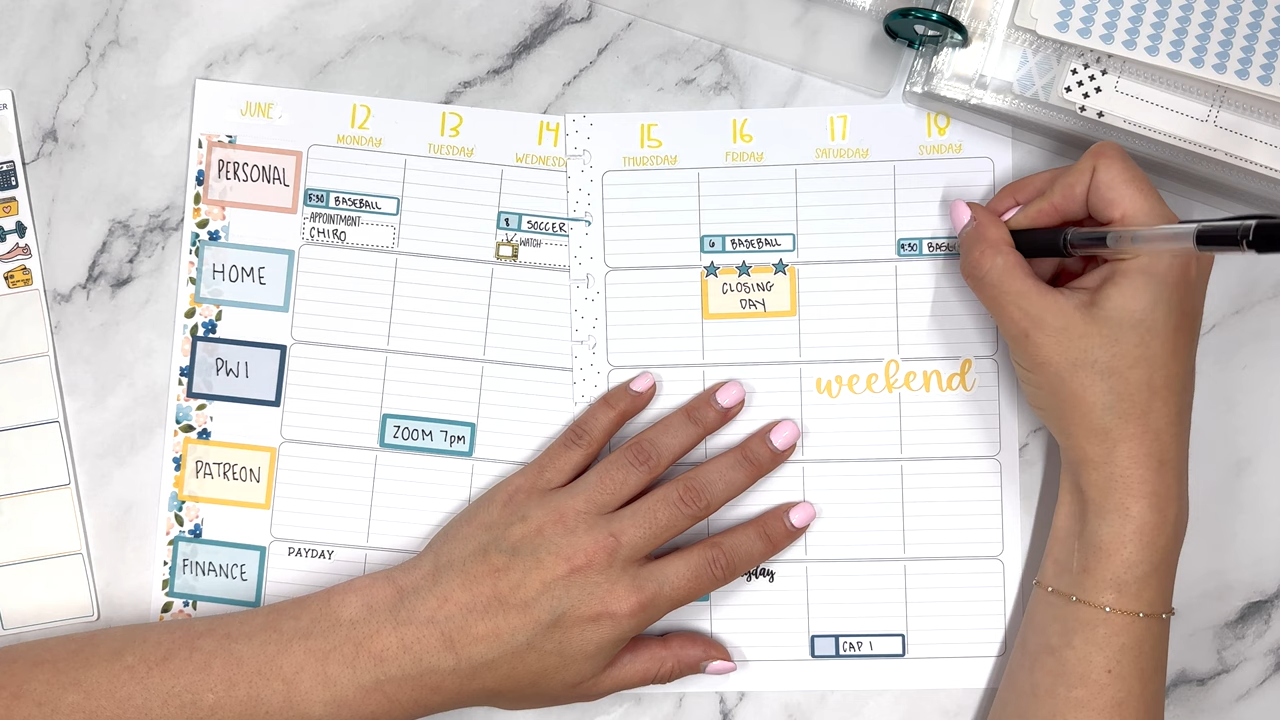 JUNE
12
MONDAY
13
TUESDAY
14
15
THURSDAY
16
FRIDAY
17
SATURDAY
18
SUNDAY
PERSONAL
5:30 BASEBALL
APPOINTMENT
CHIRO
8 SOCCER
WATCH
6 BASEBALL
9:30
HOME
CLOSING
DAY
PW1
weekend
ZOOM 7pm
PATREON
FINANCE
PAYDAY
CAP 1